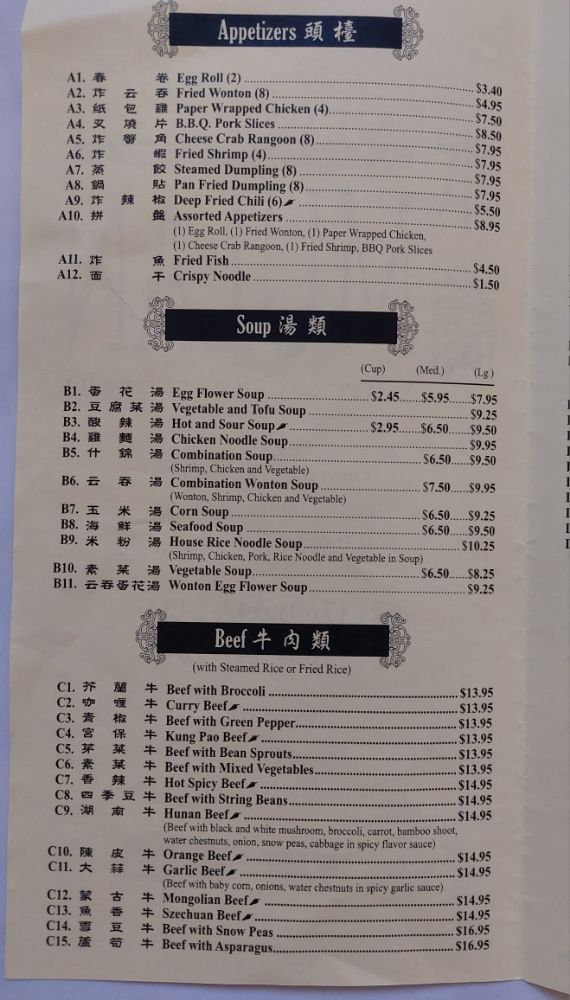 Appetizers 頭檯
A1. 春卷 Egg Roll (2) $3.40
A2. 炸云吞 Fried Wonton (8) $4.95
A3. 紙包雞 Paper Wrapped Chicken (4) $7.50
A4. 叉燒片 B.B.Q. Pork Slices $8.50
A5. 炸蟹角 Cheese Crab Rangoon (8) $7.95
A6. 炸蝦 Fried Shrimp (4) $7.95
A7. 蒸餃 Steamed Dumpling (8) $7.95
A8. 鍋貼 Pan Fried Dumpling (8) $7.95
A9. 炸辣椒 Deep Fried Chili (6) $5.50
A10. 拼盤 Assorted Appetizers $8.95
(1) Egg Roll, (1) Fried Wonton, (1) Paper Wrapped Chicken,
(1) Cheese Crab Rangoon, (1) Fried Shrimp, BBQ Pork Slices
A11. 炸魚 Fried Fish $4.50
A12. 面干 Crispy Noodle $1.50
Soup 湯類
(Cup) (Med.) (Lg.)
B1. 蛋花湯 Egg Flower Soup $2.45 $5.95 $7.95
B2. 豆腐菜湯 Vegetable and Tofu Soup $9.25
B3. 酸辣湯 Hot and Sour Soup $2.95 $6.50 $9.50
B4. 雞麵湯 Chicken Noodle Soup $9.95
B5. 什錦湯 Combination Soup $6.50 $9.50
(Shrimp, Chicken and Vegetable)
B6. 云吞湯 Combination Wonton Soup $7.50 $9.95
(Wonton, Shrimp, Chicken and Vegetable)
B7. 玉米湯 Corn Soup $6.50 $9.25
B8. 海鮮湯 Seafood Soup $6.50 $9.50
B9. 米粉湯 House Rice Noodle Soup $10.25
(Shrimp, Chicken, Pork, Rice Noodle and Vegetable in Soup)
B10. 素菜湯 Vegetable Soup $6.50 $8.25
B11. 云吞蛋花湯 Wonton Egg Flower Soup $9.25
Beef 牛肉類
(with Steamed Rice or Fried Rice)
C1. 芥蘭牛 Beef with Broccoli $13.95
C2. 咖喱牛 Curry Beef $13.95
C3. 青椒牛 Beef with Green Pepper $13.95
C4. 宮保牛 Kung Pao Beef $13.95
C5. 芽菜牛 Beef with Bean Sprouts $13.95
C6. 素菜牛 Beef with Mixed Vegetables $13.95
C7. 香辣牛 Hot Spicy Beef $14.95
C8. 四季豆牛 Beef with String Beans $14.95
C9. 湖南牛 Hunan Beef $14.95
(Beef with black and white mushroom, broccoli, carrot, bamboo shoot,
water chestnuts, onion, snow peas, cabbage in spicy flavor sauce)
C10. 陳皮牛 Orange Beef $14.95
C11. 大蒜牛 Garlic Beef $14.95
(Beef with baby corn, onions, water chestnuts in spicy garlic sauce)
C12. 蒙古牛 Mongolian Beef $14.95
C13. 魚香牛 Szechuan Beef $14.95
C14. 雪豆牛 Beef with Snow Peas $16.95
C15. 蘆筍牛 Beef with Asparagus $16.95